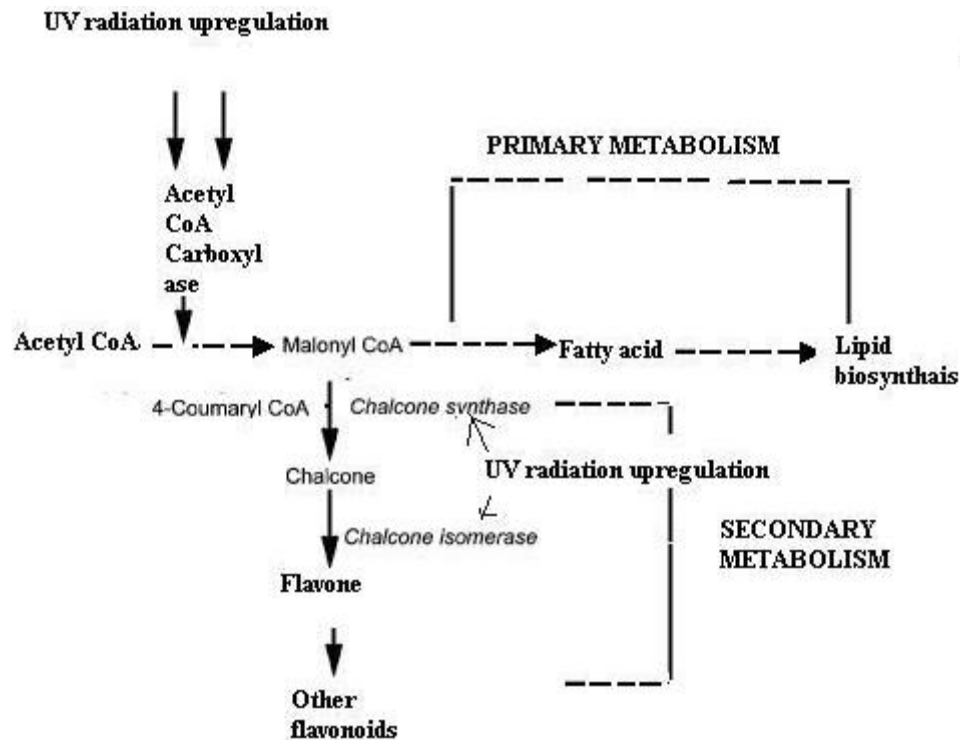 UV radiation upregulation
PRIMARY METABOLISM
Acetyl
CoA
Carboxyl
ase
Acetyl CoA
Malonyl CoA
Fatty acid
Lipid
biosynthais
4-Coumaryl CoA
Chalcone synthase
Chalcone
UV radiation upregulation
Chalcone isomerase
SECONDARY
METABOLISM
Flavone
Other
flavonoids